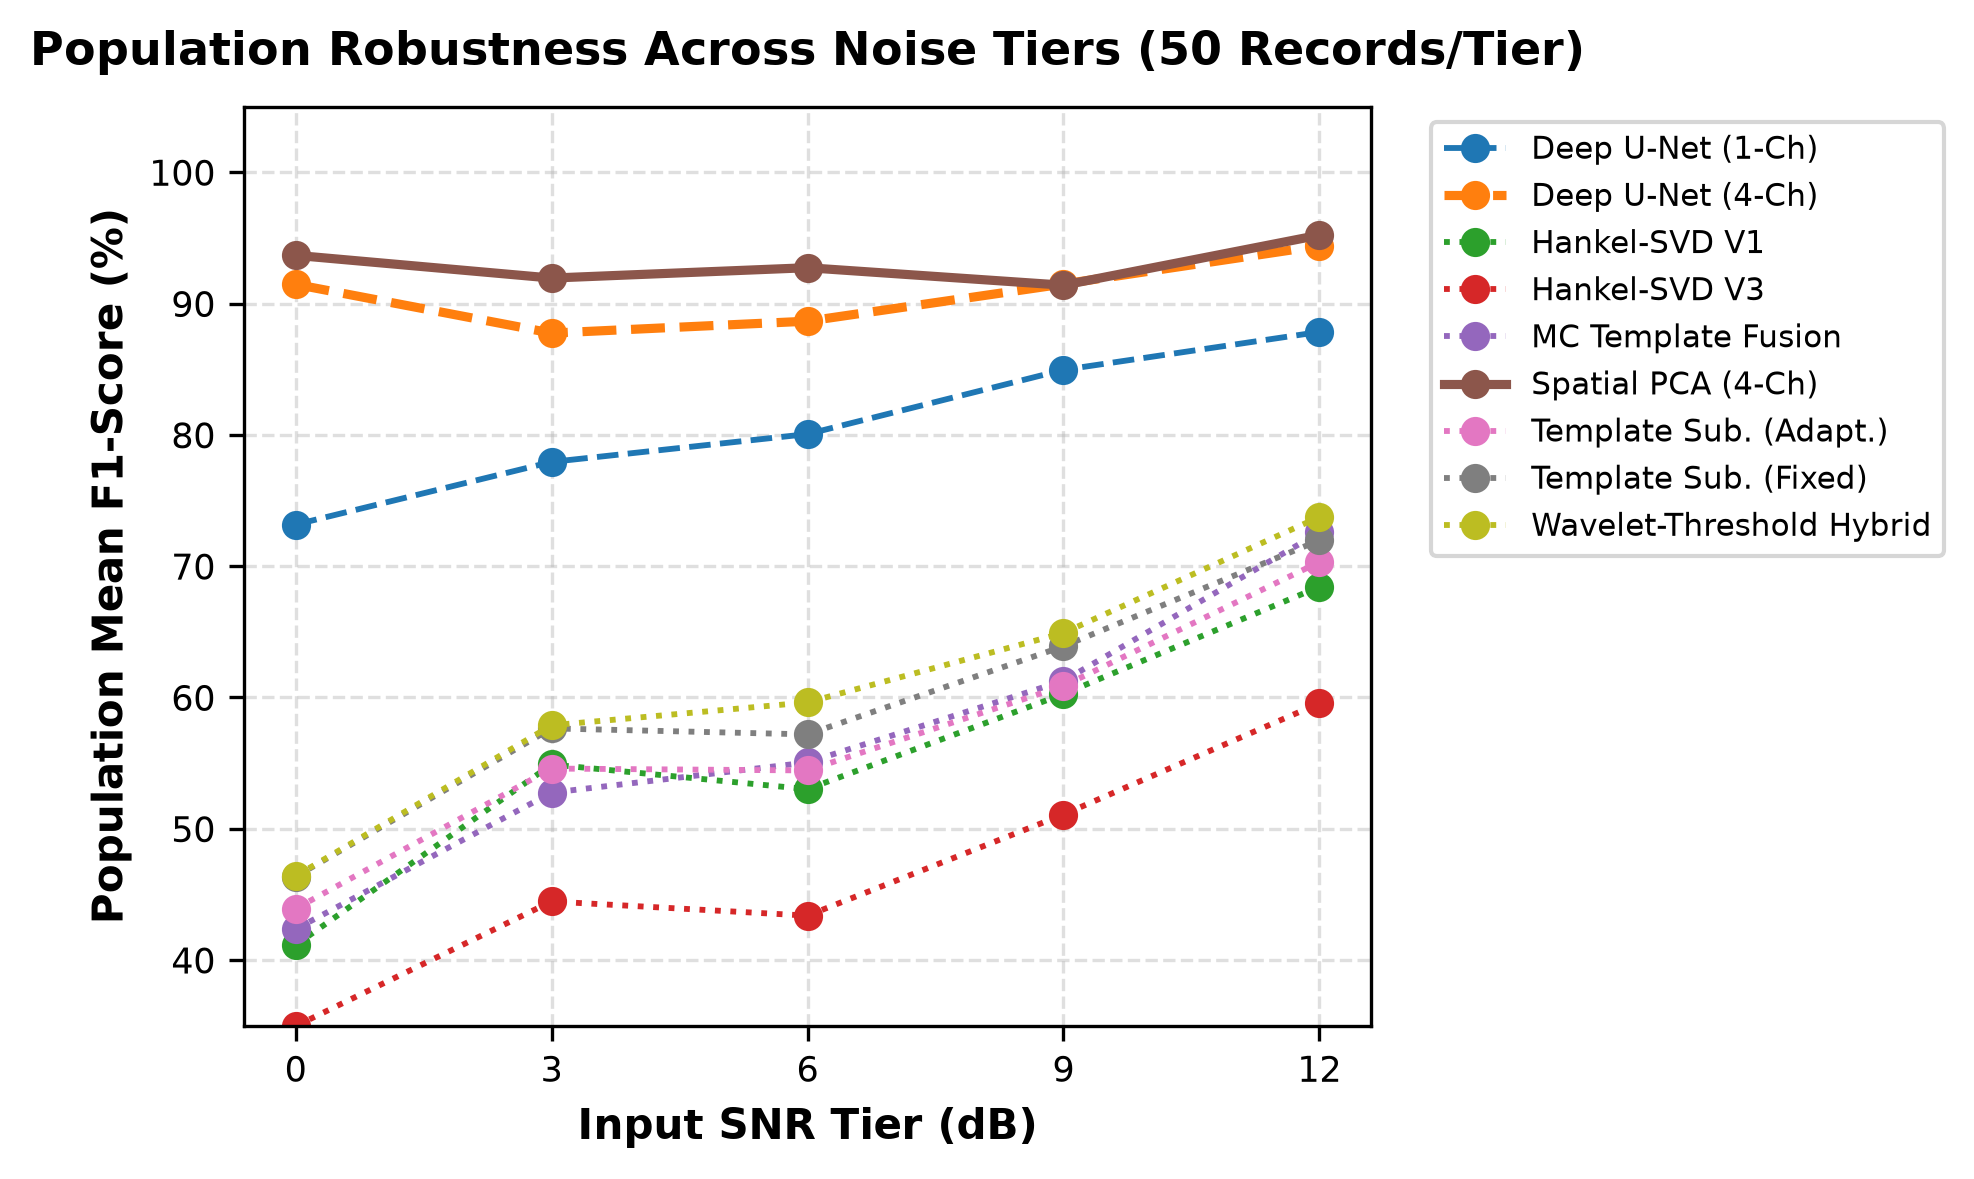 Population Robustness Across Noise Tiers (50 Records/Tier)
Population Mean F1-Score (%)
100
90
80
70
60
50
40
0
3
6
9
12
Input SNR Tier (dB)
Deep U-Net (1-Ch)
Deep U-Net (4-Ch)
Hankel-SVD V1
Hankel-SVD V3
MC Template Fusion
Spatial PCA (4-Ch)
Template Sub. (Adapt.)
Template Sub. (Fixed)
Wavelet-Threshold Hybrid